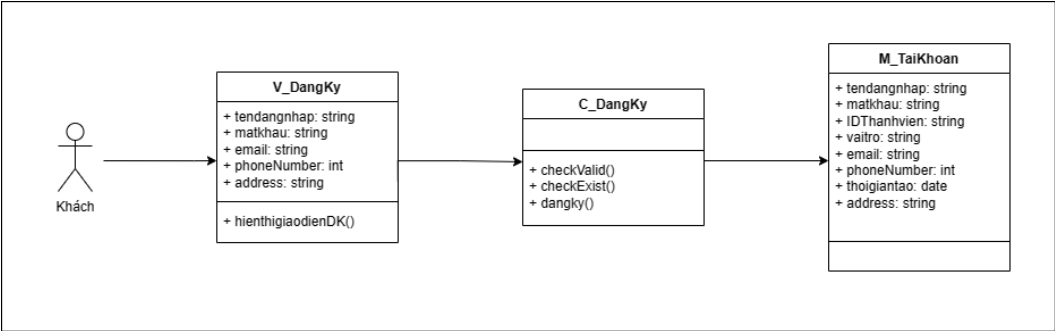 Khách
V_DangKy
+ tendangnhap: string
+ matkhau: string
+ email: string
+ phoneNumber: int
+ address: string
+ hienthigiaodienDK()
C_DangKy
+ checkValid()
+ checkExist()
+ dangky()
M_TaiKhoan
+ tendangnhap: string
+ matkhau: string
+ IDThanhvien: string
+ vaitro: string
+ email: string
+ phoneNumber: int
+ thoigiantao: date
+ address: string